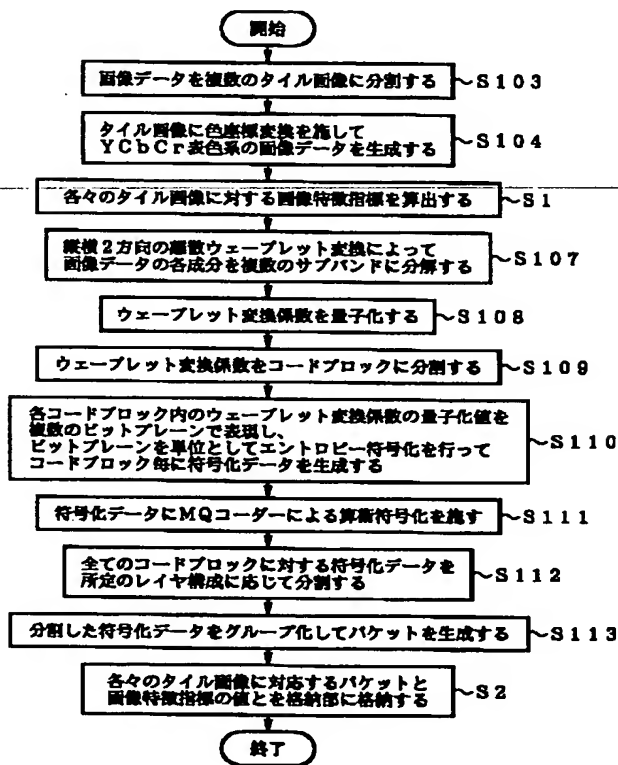 開始
画像データを複数のタイル画像に分割する ～S103
タイル画像に色座標変換を施して
YCbCr表色系の画像データを生成する ～S104
各々のタイル画像に対する画像特徴指標を算出する ～S1
縦横2方向の離散ウェーブレット変換によって
画像データの各成分を複数のサブバンドに分解する ～S107
ウェーブレット変換係数を量子化する ～S108
ウェーブレット変換係数をコードブロックに分割する ～S109
各コードブロック内のウェーブレット変換係数の量子化値を
複数のビットプレーンで表現し、
ビットプレーンを単位としてエントロピー符号化を行って
コードブロック毎に符号化データを生成する ～S110
符号化データにMQコーダーによる算術符号化を施す ～S111
全てのコードブロックに対する符号化データを
所定のレイヤ構成に応じて分割する ～S112
分割した符号化データをグループ化してパケットを生成する ～S113
各々のタイル画像に対応するパケットと
画像特徴指標の値とを格納部に格納する ～S2
終了